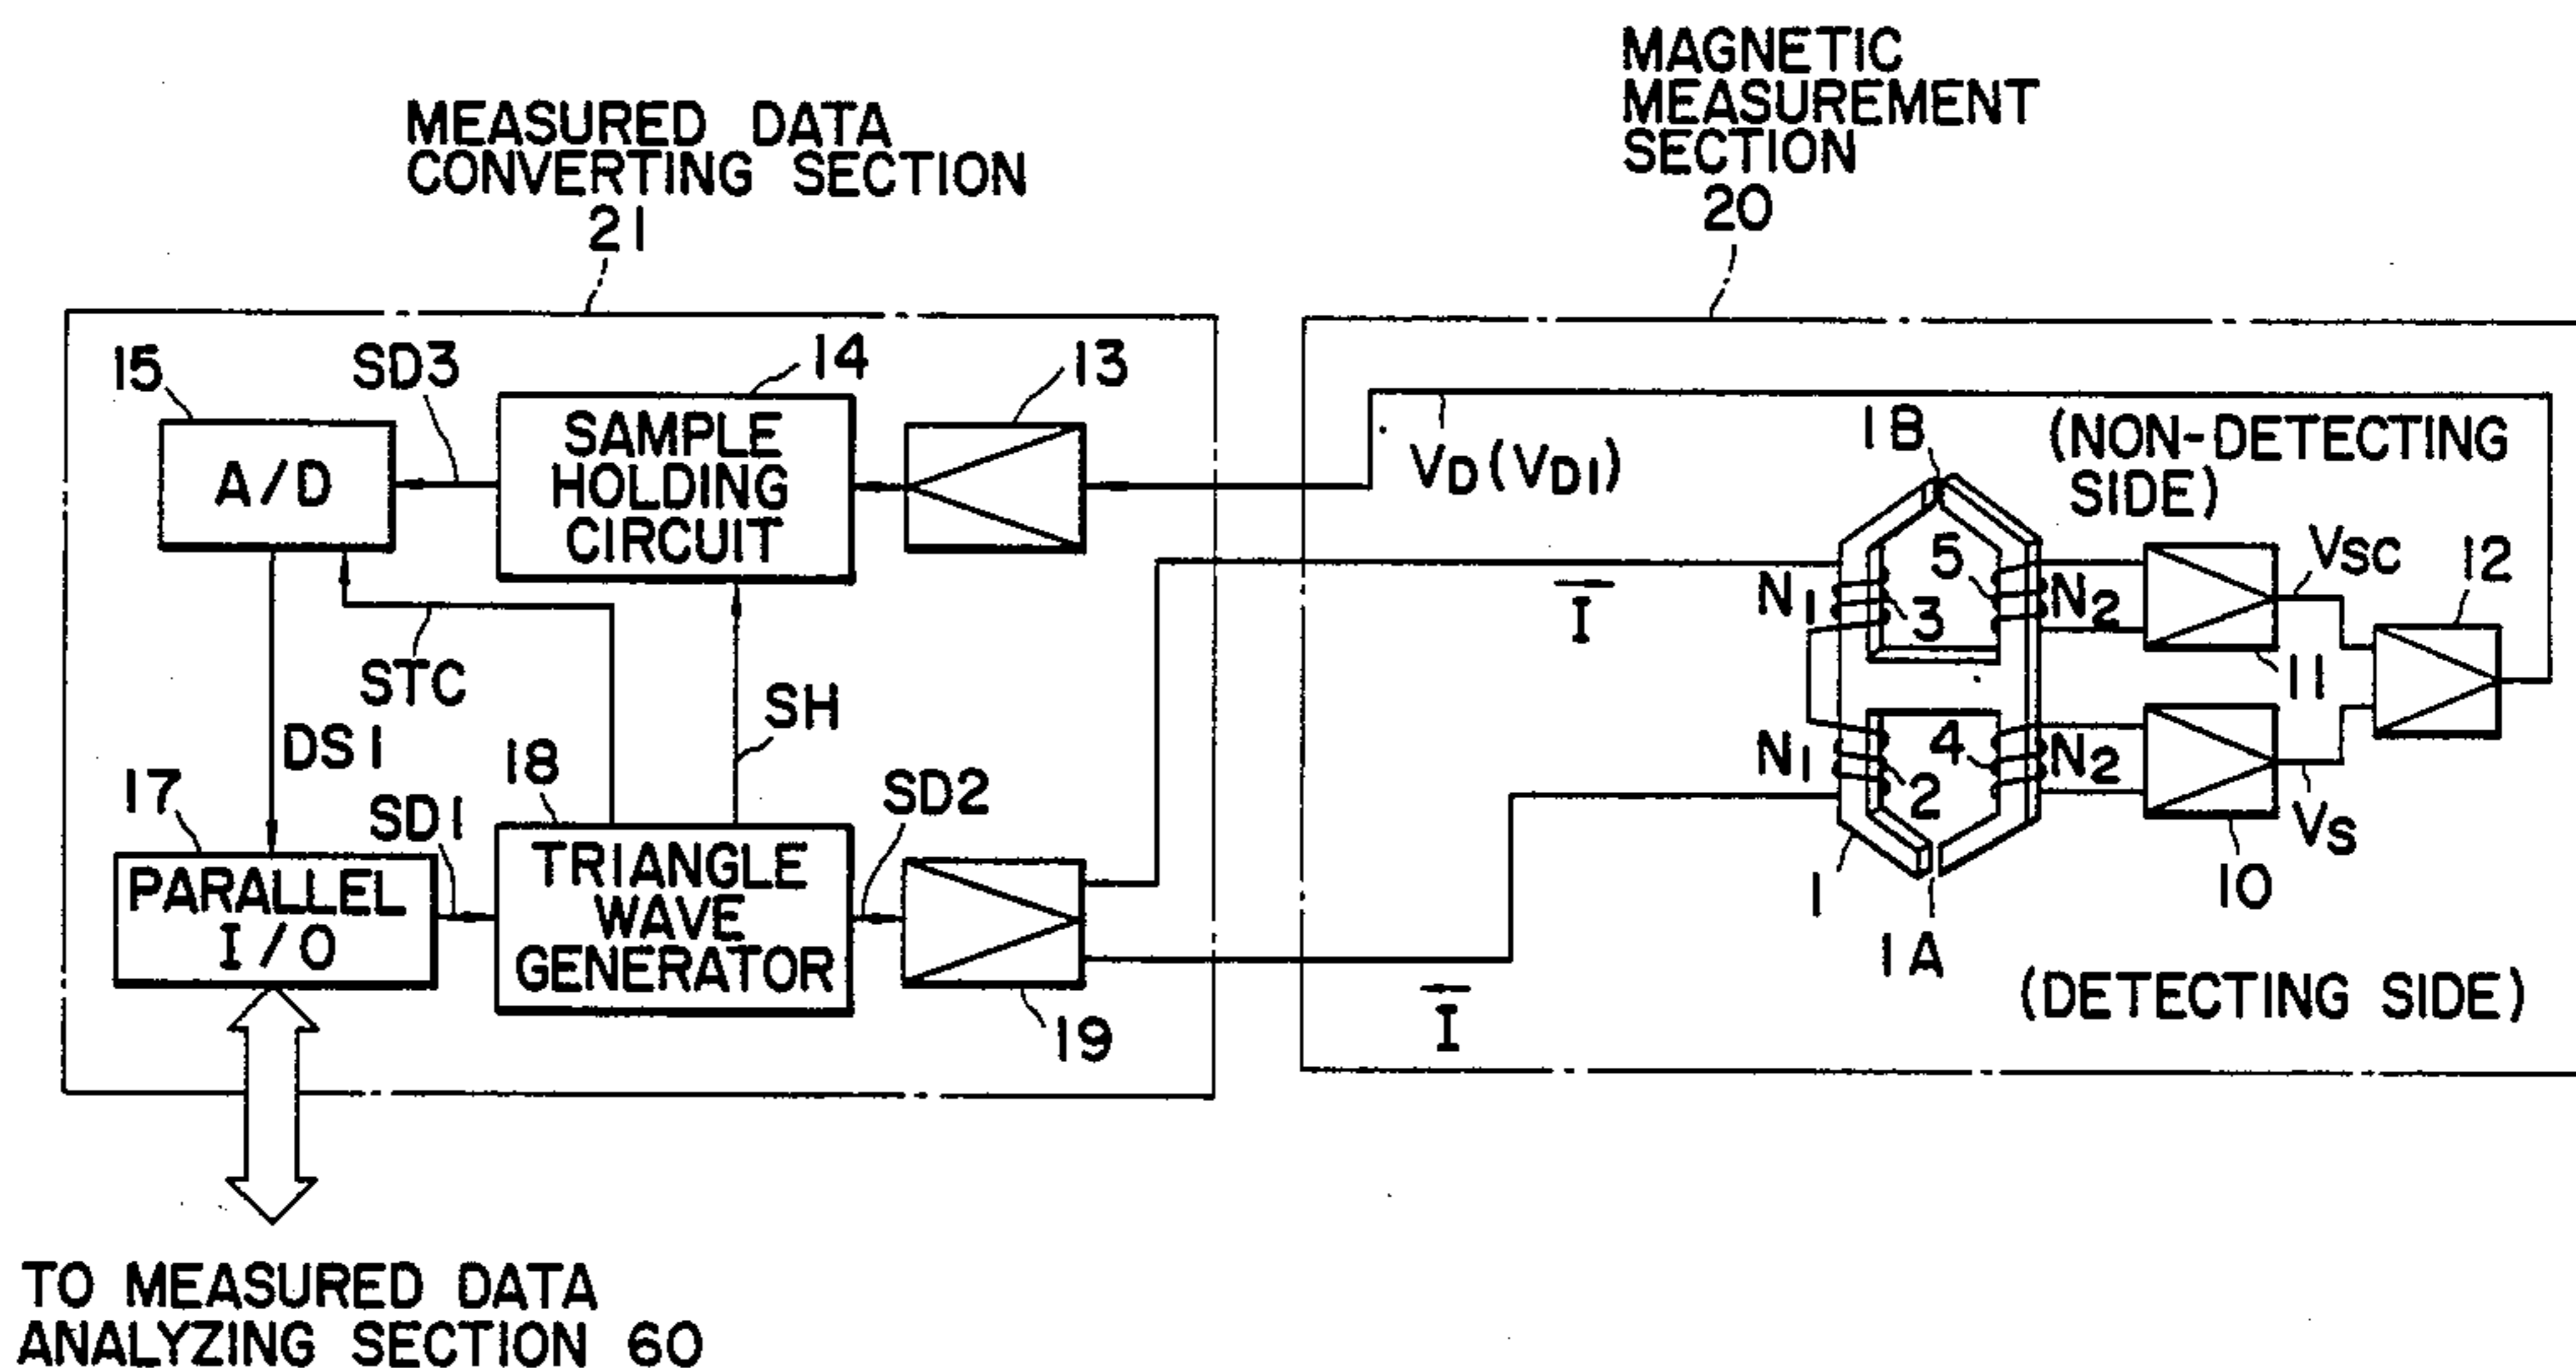 MAGNETIC
MEASUREMENT
SECTION
20
MEASURED DATA
CONVERTING SECTION
21
15
SD3
14
13
A/D
SAMPLE
HOLDING
CIRCUIT
VD (VD1)
1B
(NON-DETECTING
SIDE)
5
N1
3
N2
VSC
12
11
I
STC
SH
DS1
17
SD1
18
SD2
N1
2
4
N2
VS
10
1
1A
PARALLEL
I/O
TRIANGLE
WAVE
GENERATOR
19
I
(DETECTING SIDE)
TO MEASURED DATA
ANALYZING SECTION 60